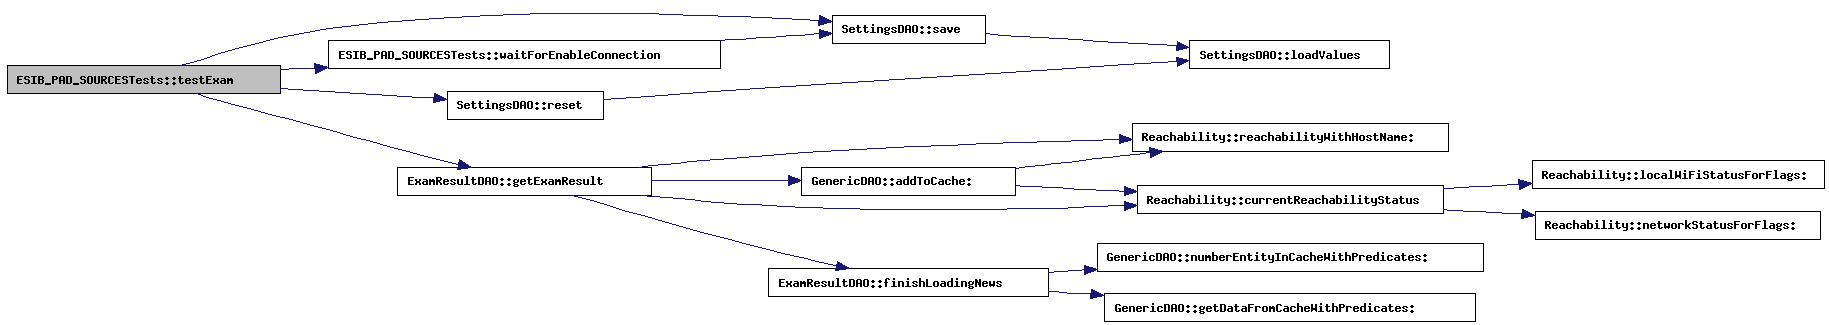 ESIB_PAD_SOURCESTests::testExam
SettingsDAO::save
ESIB_PAD_SOURCESTests::waitForEnableConnection
SettingsDAO::loadValues
SettingsDAO::reset
Reachability::reachabilityWithHostName:
ExamResultDAO::getExamResult
GenericDAO::addToCache:
Reachability::localWiFiStatusForFlags:
Reachability::currentReachabilityStatus
Reachability::networkStatusForFlags:
GenericDAO::numberEntityInCacheWithPredicates:
ExamResultDAO::finishLoadingNews
GenericDAO::getDataFromCacheWithPredicates: